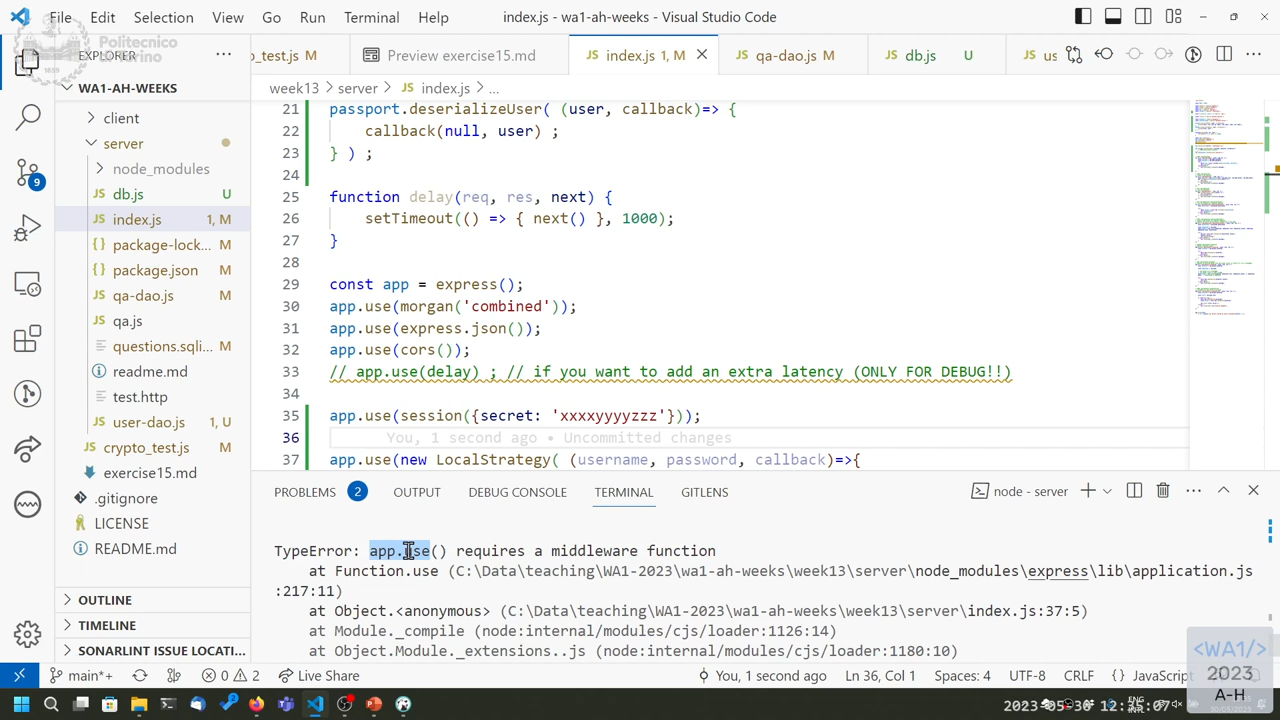 File Edit Selection View Go Run Terminal Help index.js - wa1-ah-weeks - Visual Studio Code
Politecnico
EXPLORER
_test.js M Preview exercise15.md index.js 1, M qa-dao.js M db.js U us
week13 > server > index.js > ...
WA1-AH-WEEKS
client
server
node_modules
db.js U
index.js 1, M
package-lock... M
package.json M
qa-dao.js M
qa.js
questions.sqli... M
readme.md
test.http
user-dao.js 1, U
crypto_test.js M
exercise15.md
.gitignore
LICENSE
README.md
OUTLINE
TIMELINE
SONARLINT ISSUE LOCATI...
9
21 passport.deserializeUser( (user, callback)=> {
22 callback(null, user) ;
23 } ;
24
25 function delay(req, res, next) {
26 setTimeout(() => next() }, 1000);
27 }
28
29 const app = express();
30 app.use(morgan('combined'));
31 app.use(express.json());
32 app.use(cors());
33 // app.use(delay) ; // if you want to add an extra latency (ONLY FOR DEBUG!!)
34
35 app.use(session({secret: 'xxxxyyyyzzz'}));
36 You, 1 second ago • Uncommitted changes
37 app.use(new LocalStrategy( (username, password, callback)=>{
PROBLEMS 2 OUTPUT DEBUG CONSOLE TERMINAL GITLENS node - server
TypeError: app.use() requires a middleware function
at Function.use (C:\Data\teaching\WA1-2023\wa1-ah-weeks\week13\server\node_modules\express\lib\application.js
:217:11)
at Object.<anonymous> (C:\Data\teaching\WA1-2023\wa1-ah-weeks\week13\server\index.js:37:5)
at Module._compile (node:internal/modules/cjs/loader:1126:14)
at Object.Module._extensions..js (node:internal/modules/cjs/loader:1180:10)
<WA1/>
2023
A-H
main*+ 0 2 Live Share You, 1 second ago Ln 36, Col 1 Spaces: 4 UTF-8 CRLF {} JavaScript
ENG
2023-05-30 12:18:07